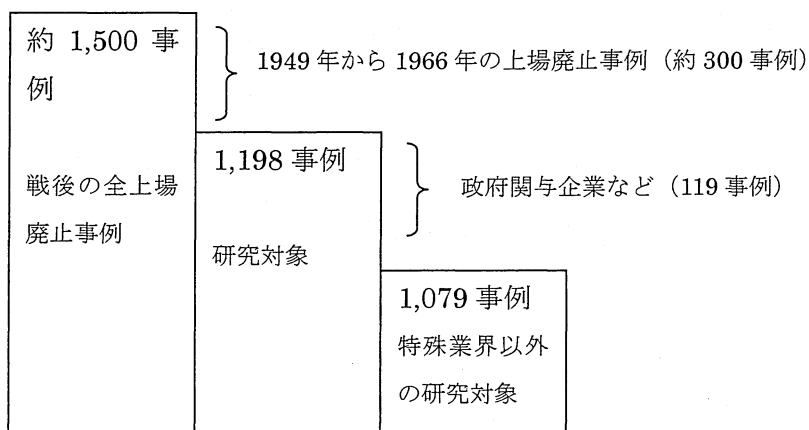 約 1,500 事
例
1949 年から 1966 年の上場廃止事例（約 300 事例）
戦後の全上場
廃止事例
1,198 事例
研究対象
政府関与企業など（119 事例）
1,079 事例
特殊業界以外
の研究対象